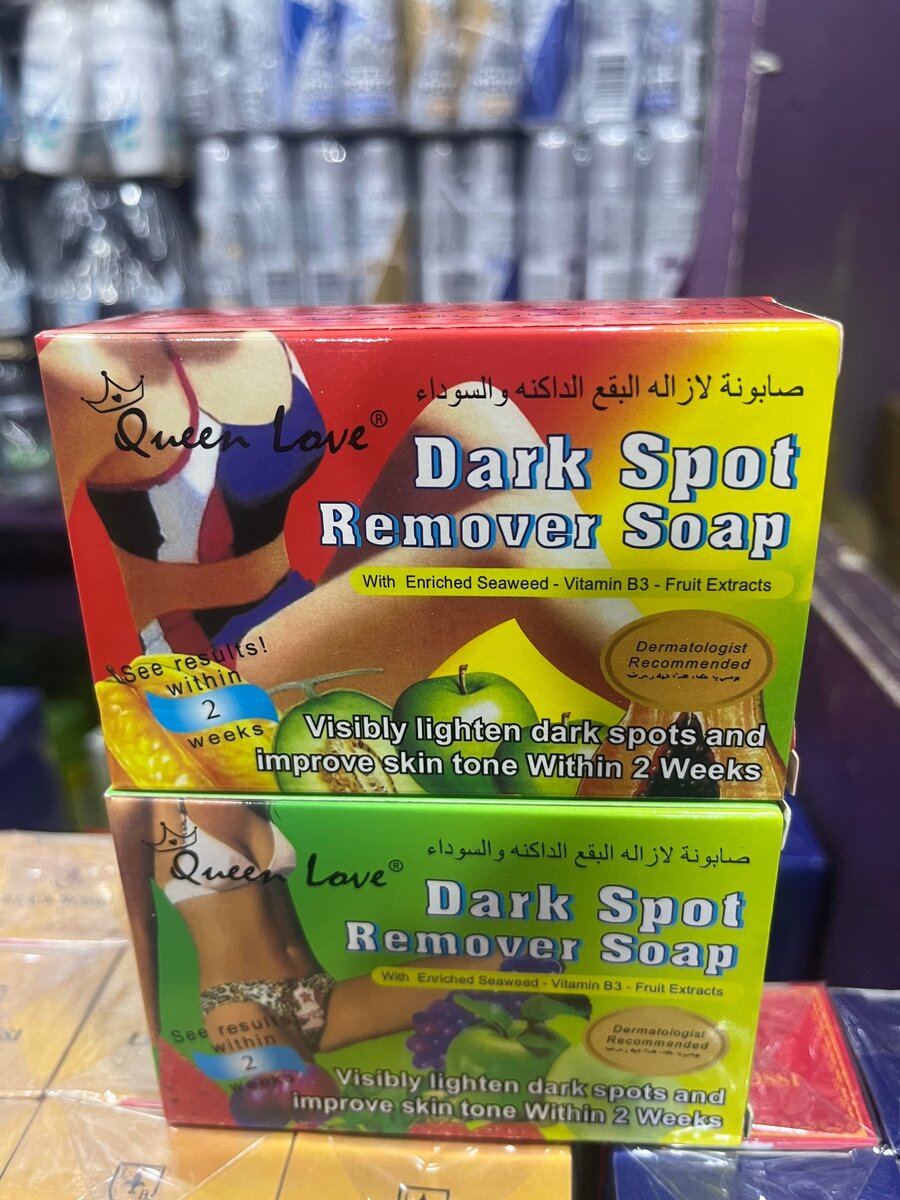 Queen Love®
صابونة لازاله البقع الداكنه والسوداء
Dark Spot
Remover Soap
With Enriched Seaweed - Vitamin B3 - Fruit Extracts
Dermatologist
Recommended
See results!
within
2
weeks
Visibly lighten dark spots and
improve skin tone Within 2 Weeks
Queen Love®
صابونة لازاله البقع الداكنه والسوداء
Dark Spot
Remover Soap
With Enriched Seaweed - Vitamin B3 - Fruit Extracts
Dermatologist
Recommended
See results
within
2
weeks
Visibly lighten dark spots and
improve skin tone Within 2 Weeks